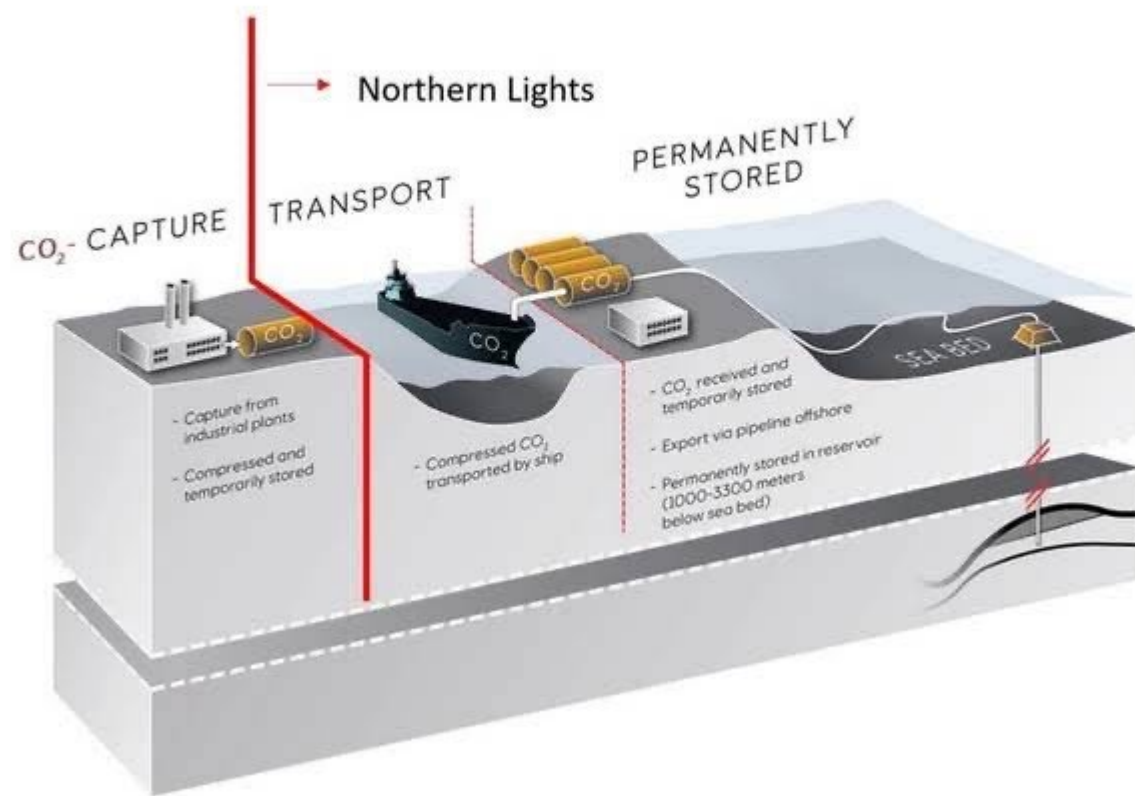 Northern Lights
CO₂- CAPTURE
TRANSPORT
PERMANENTLY
STORED
CO₂
CO₂
CO₂
SEA BED
- Capture from
industrial plants
- Compressed and
temporarily stored
- Compressed CO₂
transported by ship
- CO₂ received and
temporarily stored
- Export via pipeline offshore
- Permanently stored in reservoir
(1000-3300 meters
below sea bed)